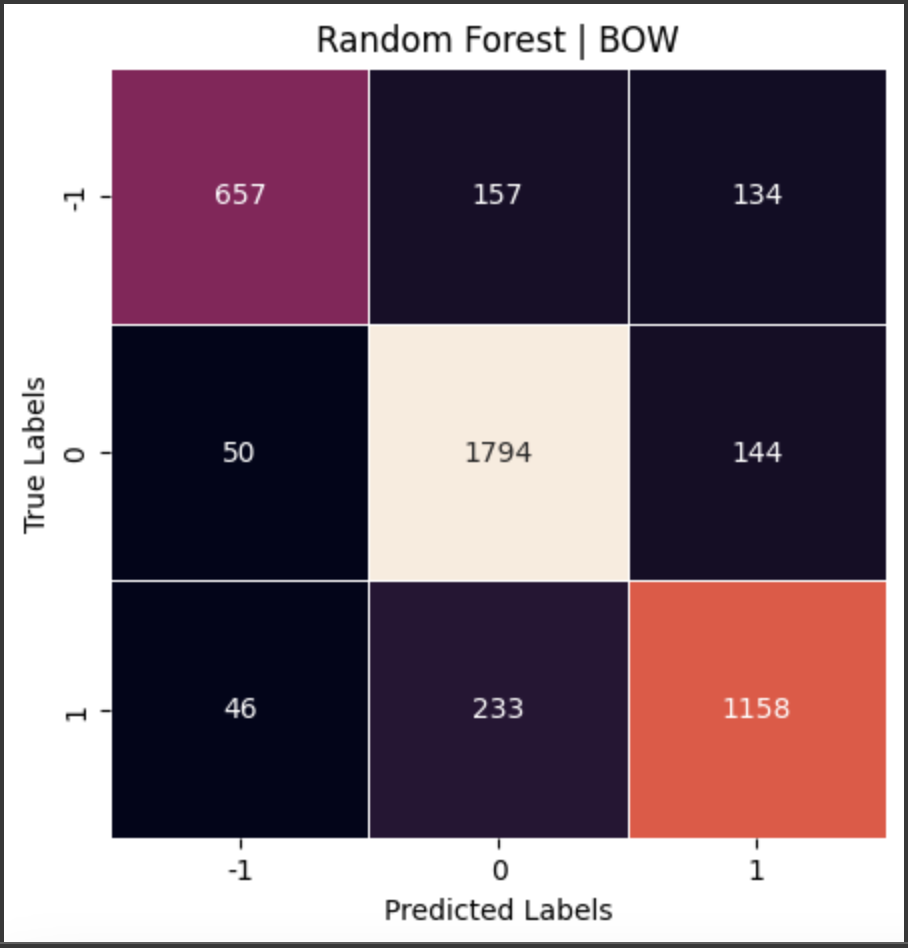 Random Forest | BOW
-1 657 157 134
0 50 1794 144
1 46 233 1158
True Labels
-1 0 1
Predicted Labels